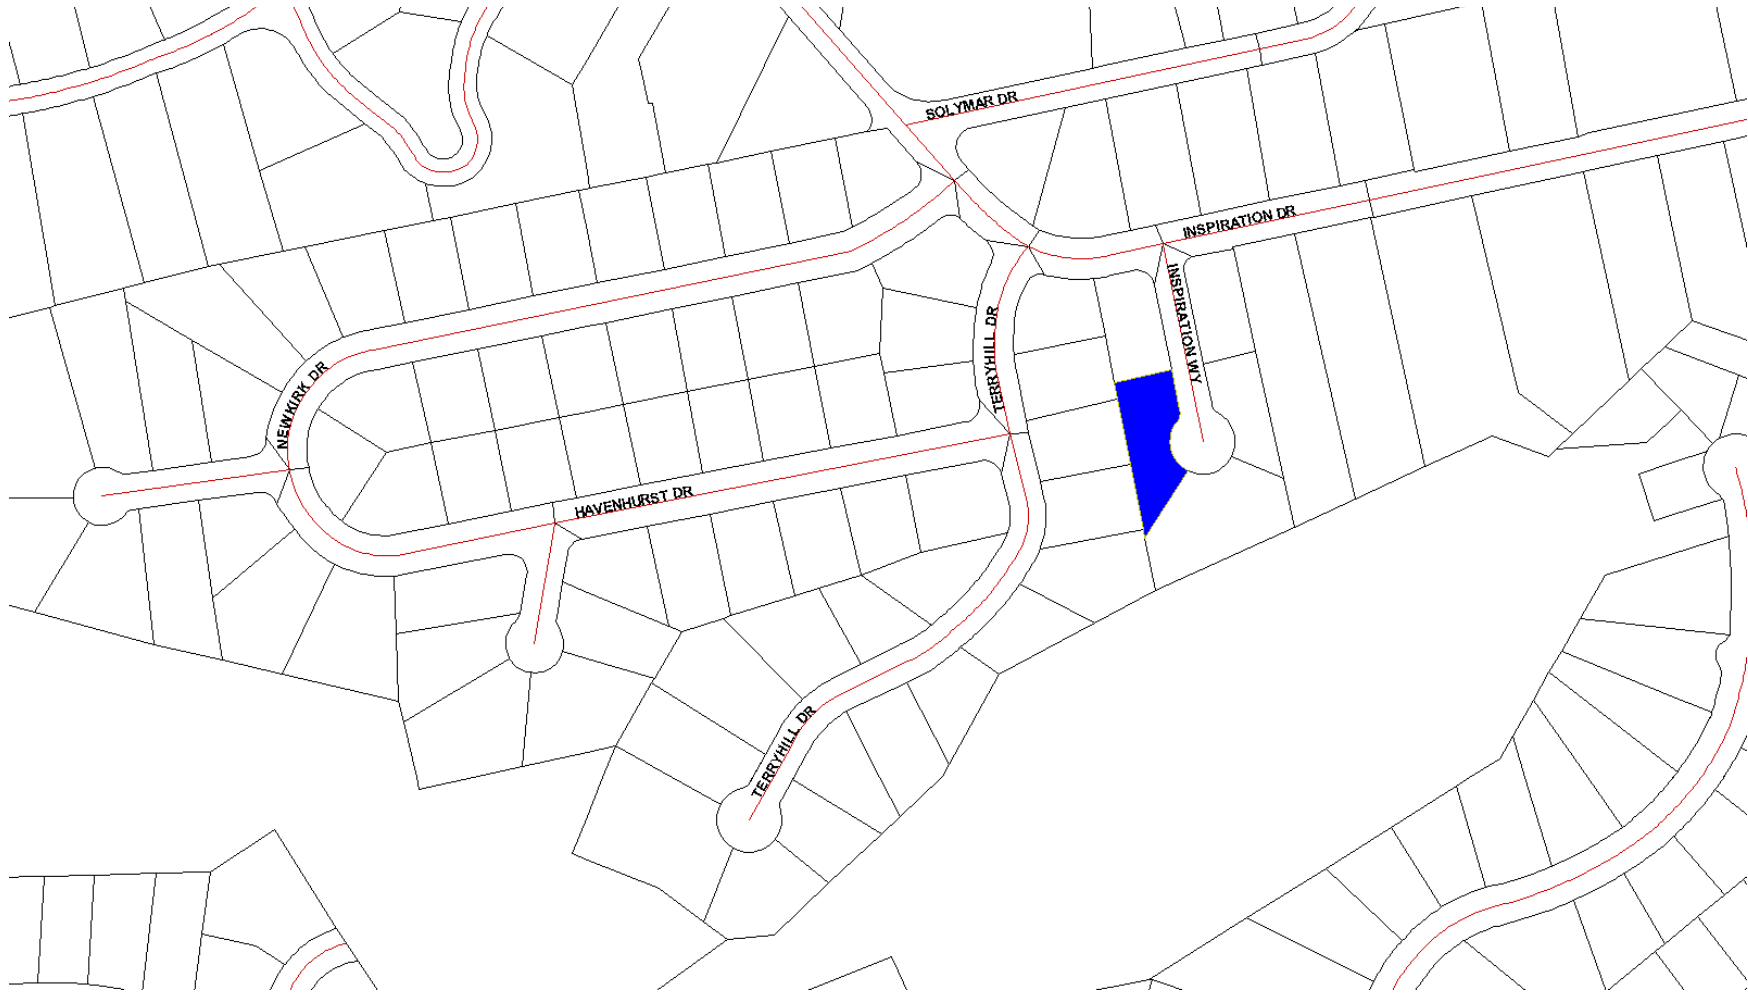 SOLYMAR DR
INSPIRATION DR
INSPIRATION WY
TERRYHILL DR
NEWKIRK DR
HAVENHURST DR
TERRYHILL DR